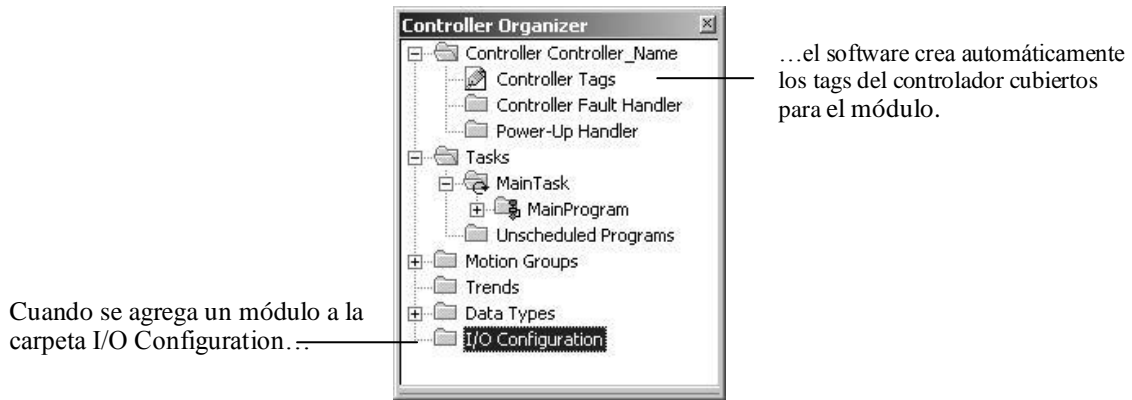 Controller Organizer
Controller Controller_Name
Controller Tags
Controller Fault Handler
Power-Up Handler
Tasks
MainTask
MainProgram
Unscheduled Programs
Motion Groups
Trends
Data Types
I/O Configuration
…el software crea automáticamente
los tags del controlador cubiertos
para el módulo.
Cuando se agrega un módulo a la
carpeta I/O Configuration…